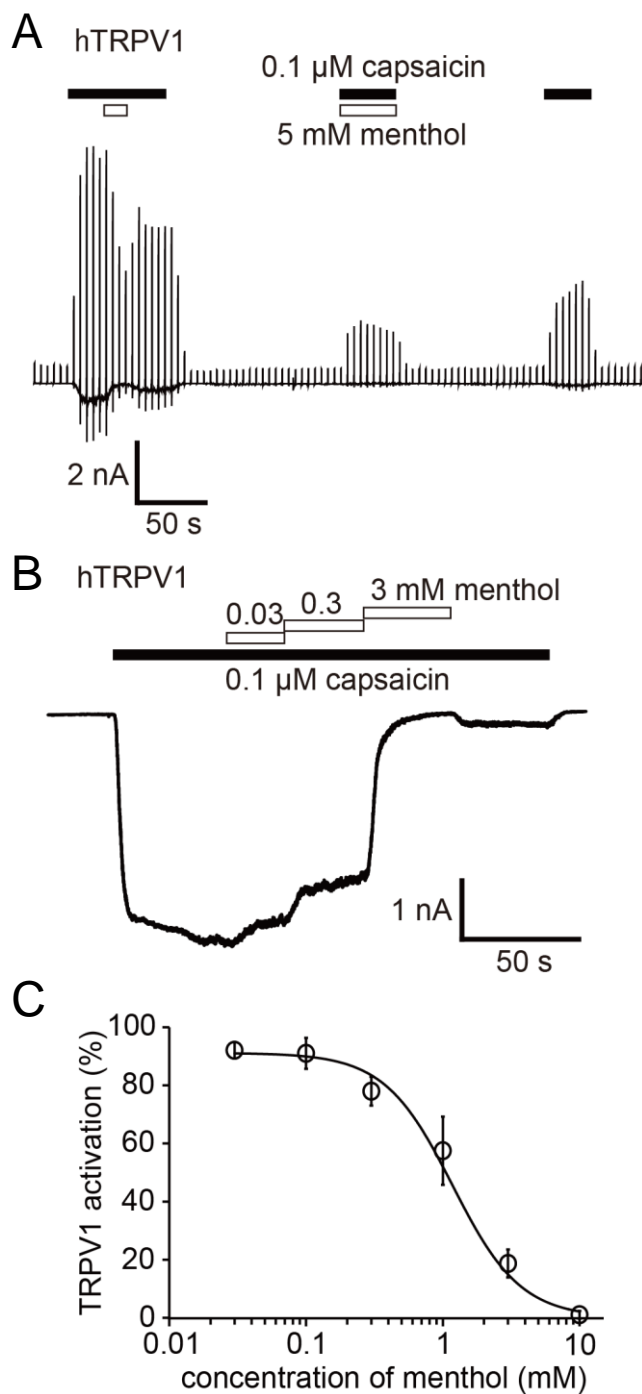 A
hTRPV1
0.1 µM capsaicin
5 mM menthol
2 nA
50 s
B
hTRPV1
3 mM menthol
0.3
0.03
0.1 µM capsaicin
1 nA
50 s
C
TRPV1 activation (%)
100
80
60
40
20
0
0.01
0.1
1
10
concentration of menthol (mM)